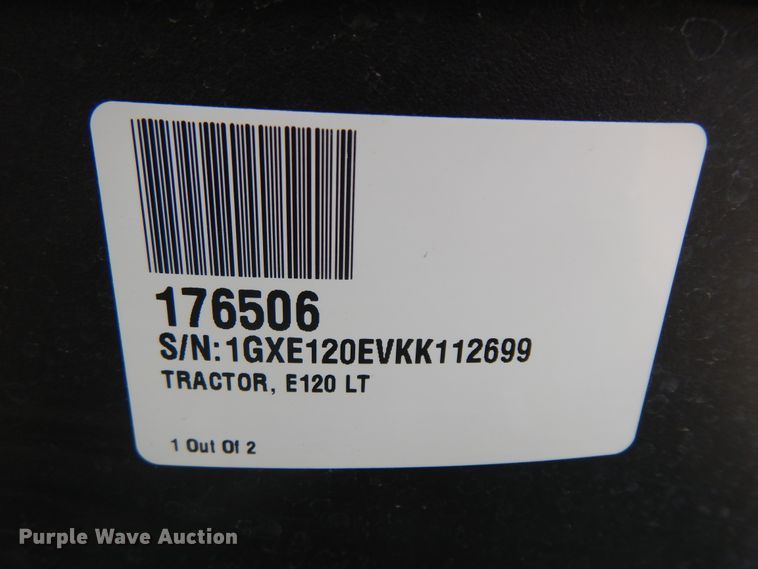 176506
S/N:1GXE120EVKK112699
TRACTOR, E120 LT
1 Out Of 2
Purple Wave Auction